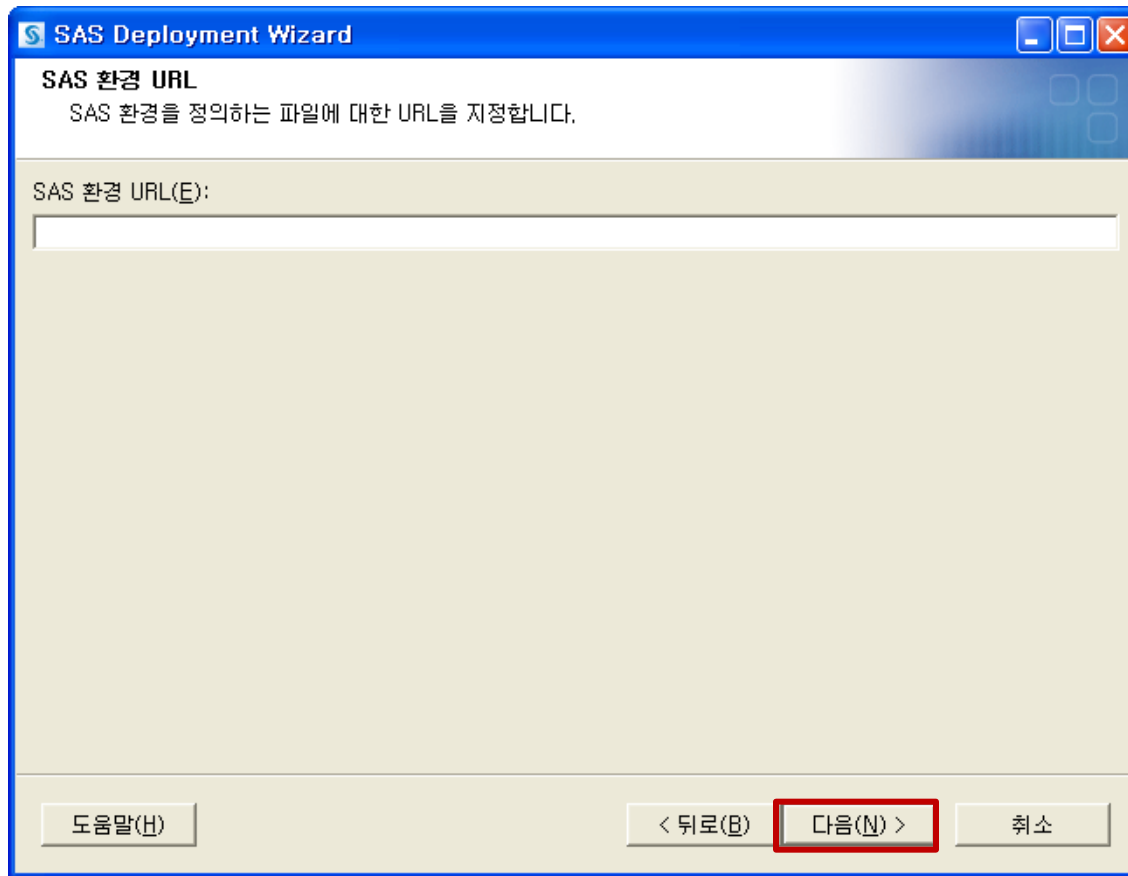 SAS Deployment Wizard
SAS 환경 URL
SAS 환경을 정의하는 파일에 대한 URL을 지정합니다.
SAS 환경 URL(E):
도움말(H)
< 뒤로(B)
다음(N) >
취소